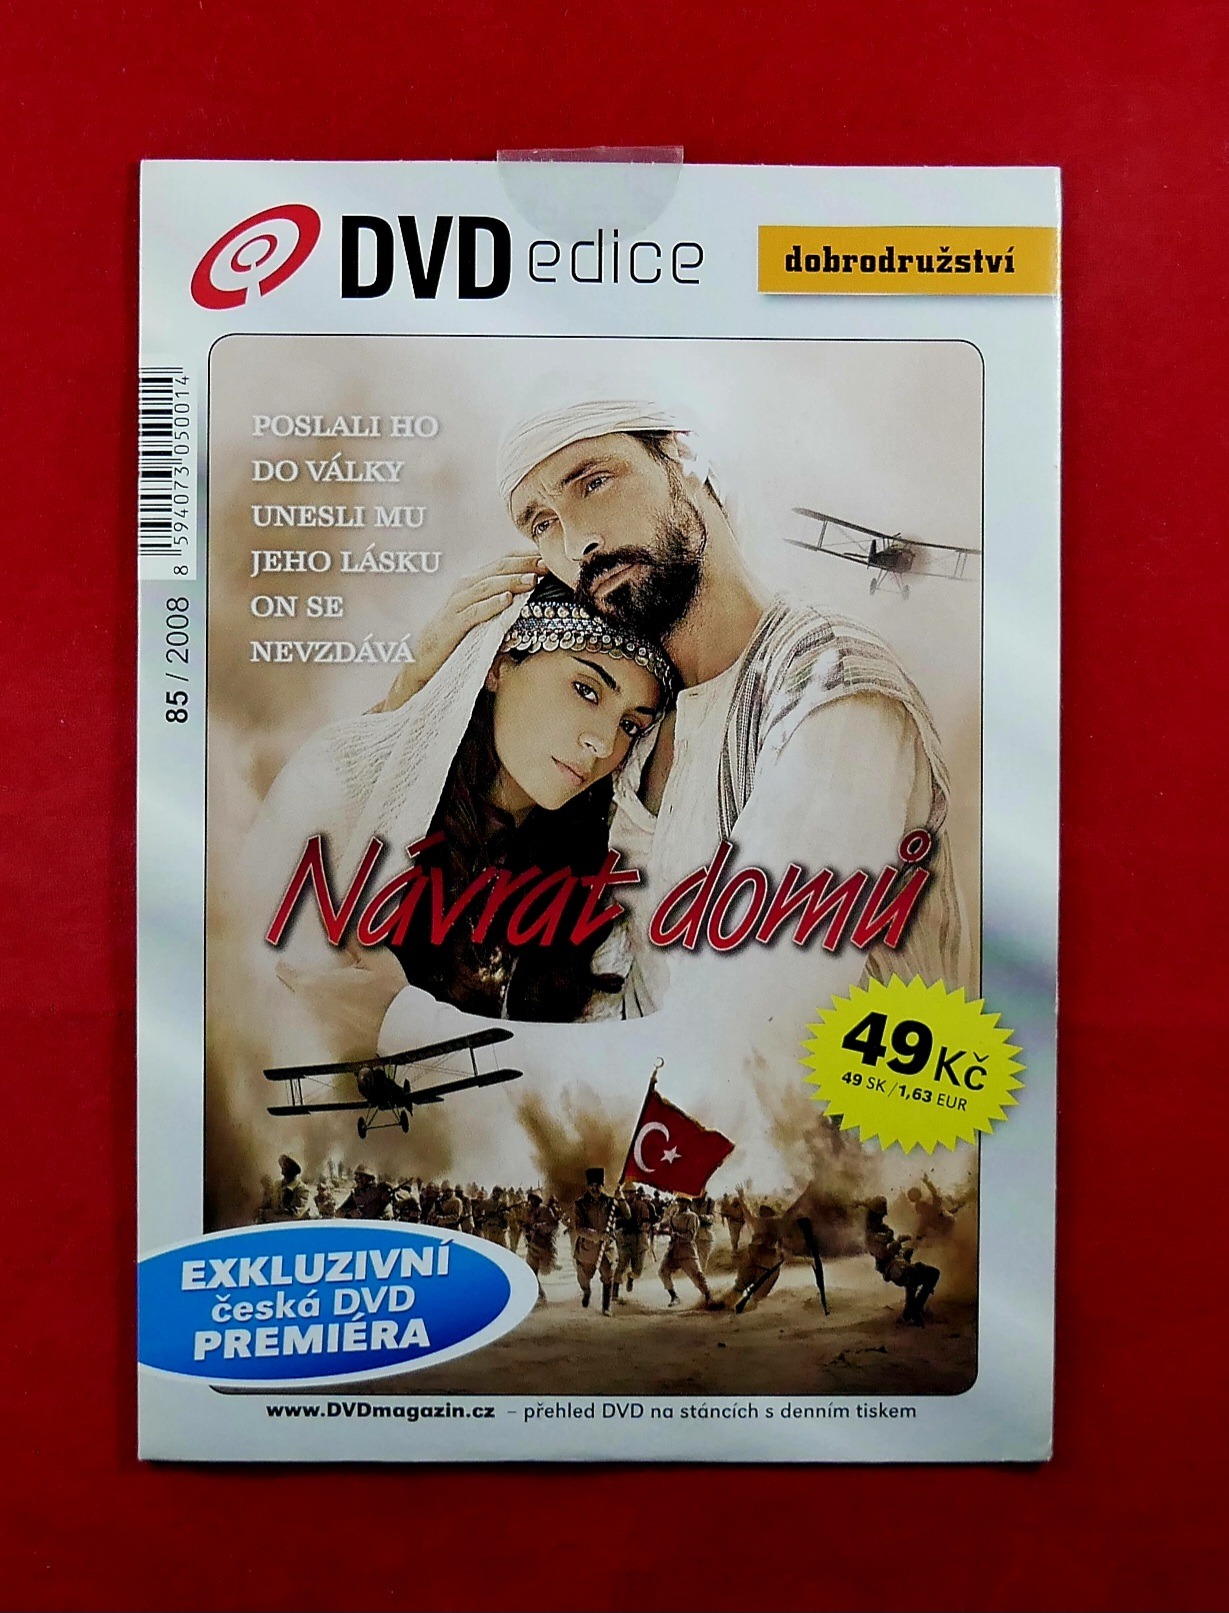 DVD edice
dobrodružství
8 594073 050014
85 / 2008
POSLALI HO
DO VÁLKY
UNESLI MU
JEHO LÁSKU
ON SE
NEVZDÁVÁ
Návrat domů
49 Kč
49 SK / 1,63 EUR
EXKLUZIVNÍ
česká DVD
PREMIÉRA
www.DVDmagazin.cz – přehled DVD na stáncích s denním tiskem